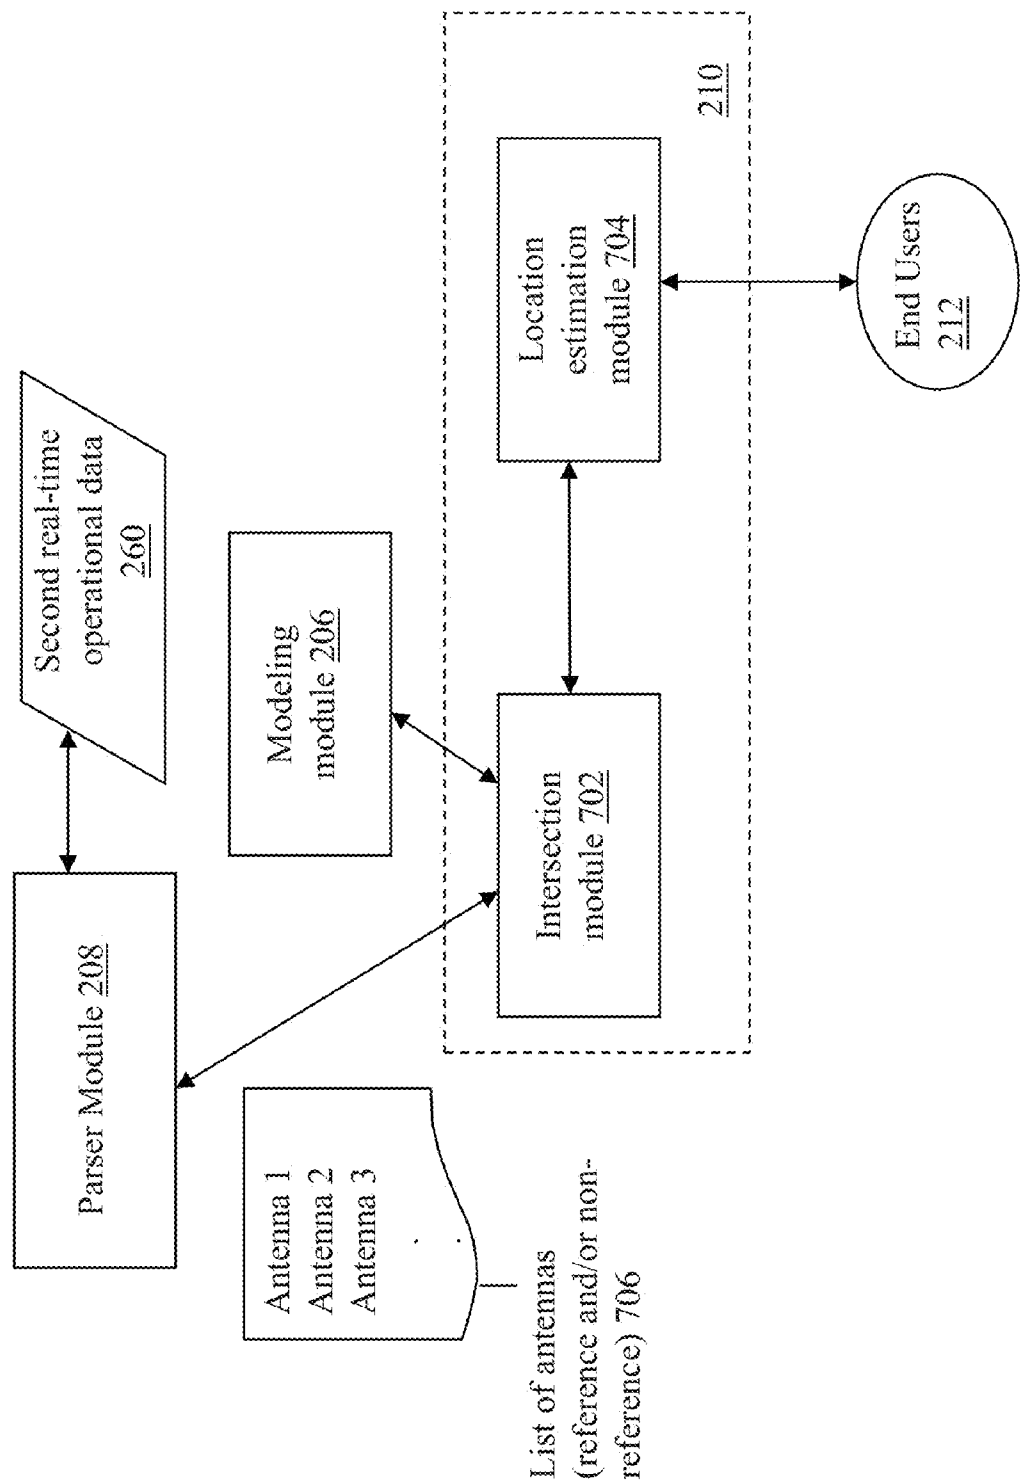 Parser Module 208
Second real-time
operational data
260
Antenna 1
Antenna 2
Antenna 3
.
.
Modeling
module 206
List of antennas
(reference and/or non-
reference) 706
Intersection
module 702
Location
estimation
module 704
210
End Users
212